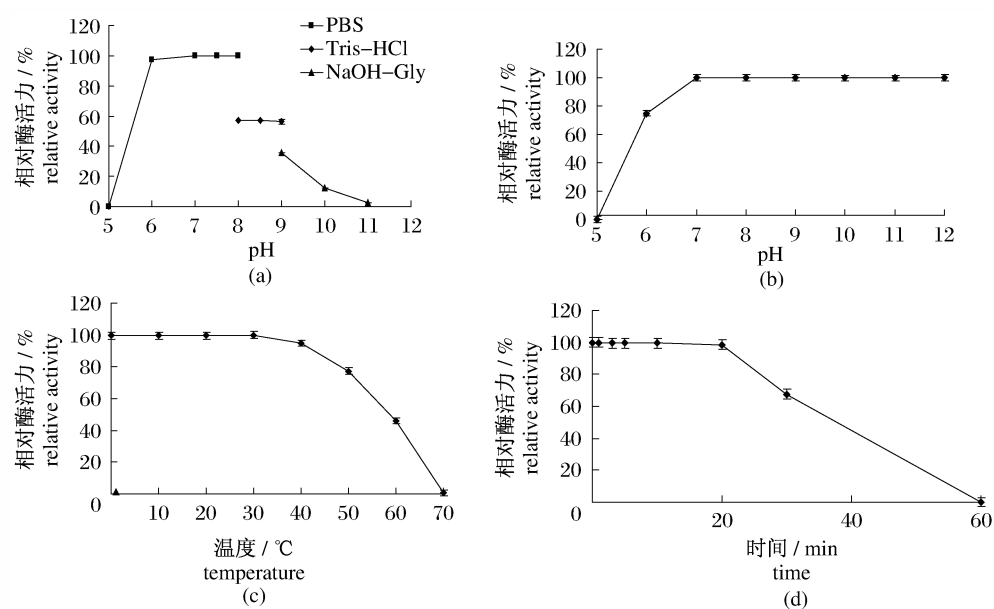 PBS
Tris-HCl
NaOH-Gly
相对酶活力 / %
relative activity
120
100
80
60
40
20
0
5 6 7 8 9 10 11 12
pH
(a)
相对酶活力 / %
relative activity
120
100
80
60
40
20
0
5 6 7 8 9 10 11 12
pH
(b)
相对酶活力 / %
relative activity
120
100
80
60
40
20
0
10 20 30 40 50 60 70
温度 / ℃
temperature
(c)
相对酶活力 / %
relative activity
120
100
80
60
40
20
0
20 40 60
时间 / min
time
(d)